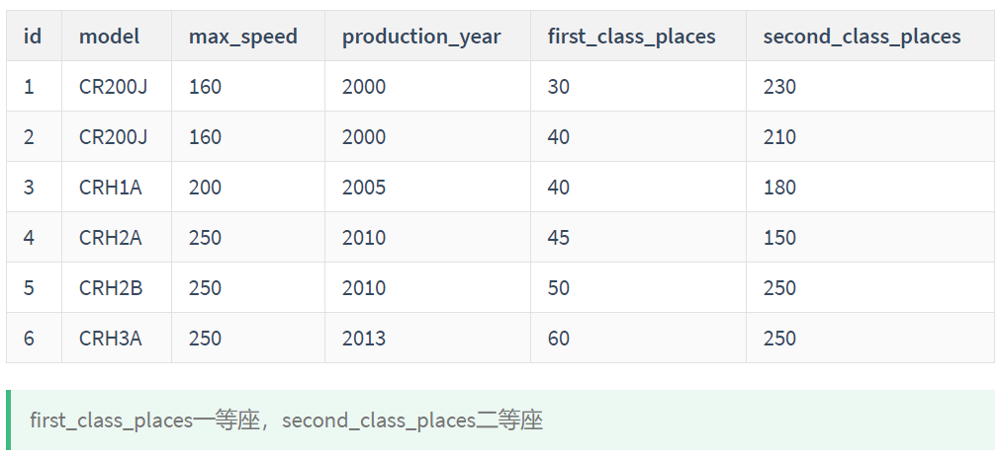 id model max_speed production_year first_class_places second_class_places
1 CR200J 160 2000 30 230
2 CR200J 160 2000 40 210
3 CRH1A 200 2005 40 180
4 CRH2A 250 2010 45 150
5 CRH2B 250 2010 50 250
6 CRH3A 250 2013 60 250
first_class_places一等座，second_class_places二等座